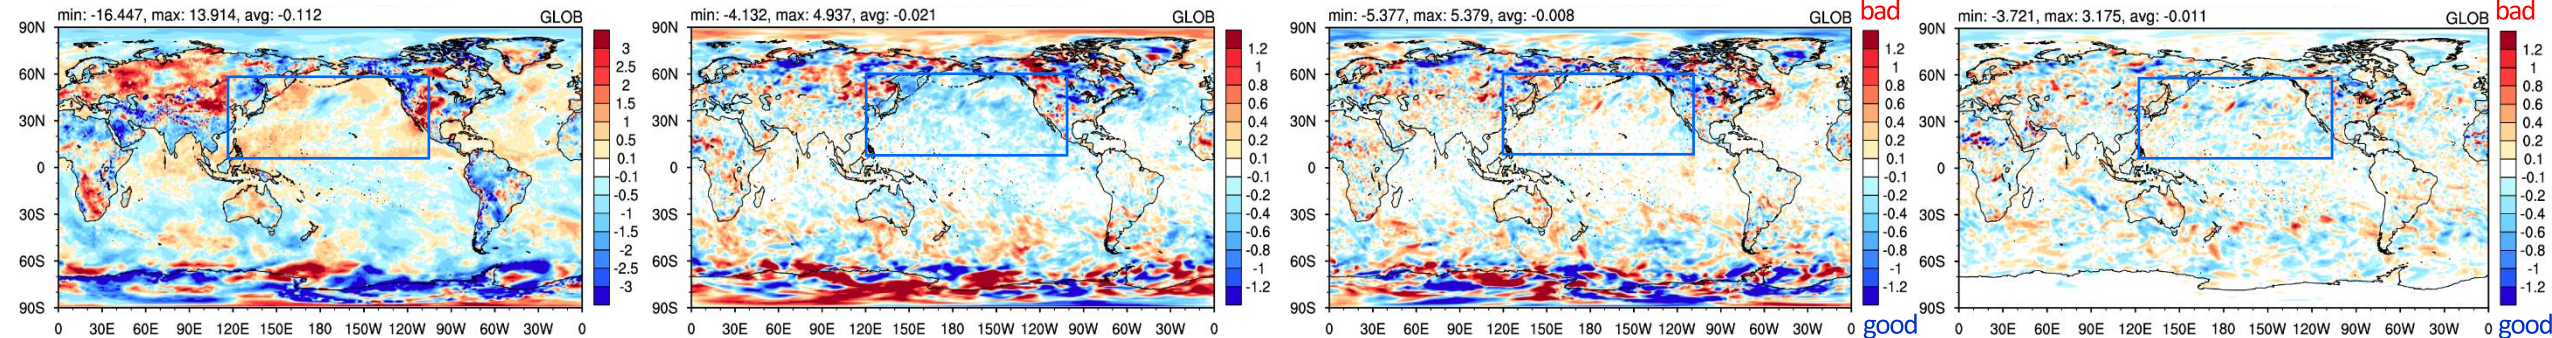 min: -16.447, max: 13.914, avg: -0.112 GLOB
90N
60N
30N
0
30S
60S
90S
0 30E 60E 90E 120E 150E 180 150W 120W 90W 60W 30W 0
3
2.5
2
1.5
1
0.5
0.1
-0.1
-0.5
-1
-1.5
-2
-2.5
-3
min: -4.132, max: 4.937, avg: -0.021 GLOB
90N
60N
30N
0
30S
60S
90S
0 30E 60E 90E 120E 150E 180 150W 120W 90W 60W 30W 0
1.2
1
0.8
0.6
0.4
0.2
0.1
-0.1
-0.2
-0.4
-0.6
-0.8
-1
-1.2
min: -5.377, max: 5.379, avg: -0.008 GLOB
90N
60N
30N
0
30S
60S
90S
0 30E 60E 90E 120E 150E 180 150W 120W 90W 60W 30W 0
bad
1.2
1
0.8
0.6
0.4
0.2
0.1
-0.1
-0.2
-0.4
-0.6
-0.8
-1
-1.2
good
min: -3.721, max: 3.175, avg: -0.011 GLOB
90N
60N
30N
0
30S
60S
90S
0 30E 60E 90E 120E 150E 180 150W 120W 90W 60W 30W 0
bad
1.2
1
0.8
0.6
0.4
0.2
0.1
-0.1
-0.2
-0.4
-0.6
-0.8
-1
-1.2
good